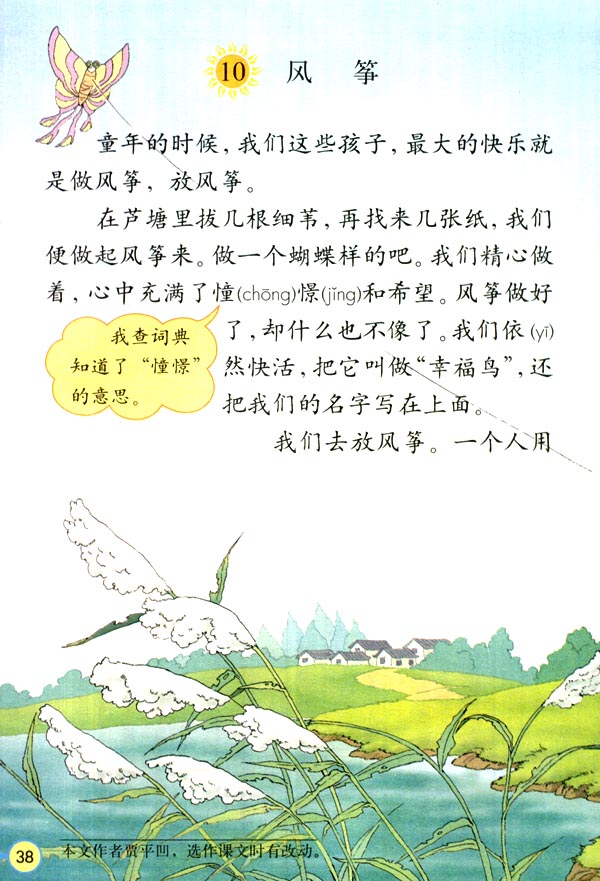 10 风 筝
童年的时候，我们这些孩子，最大的快乐就
是做风筝，放风筝。
在芦塘里拔几根细苇，再找来几张纸，我们
便做起风筝来。做一个蝴蝶样的吧。我们精心做
着，心中充满了憧(chōng)憬(jǐng)和希望。风筝做好
了，却什么也不像了。我们依(yī)
然快活，把它叫做“幸福鸟”，还
把我们的名字写在上面。
我查词典
知道了“憧憬”
的意思。
我们去放风筝。一个人用
本文作者贾平凹，选作课文时有改动。
38